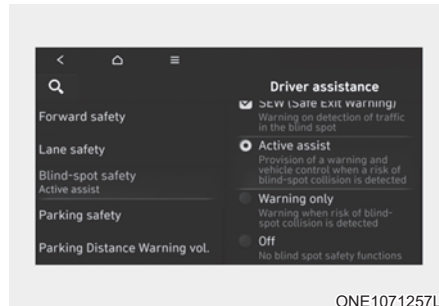 Driver assistance
Forward safety
Lane safety
Blind-spot safety
Active assist
Parking safety
Parking Distance Warning vol.
SEW (Safe Exit Warning)
Warning on detection of traffic
in the blind spot
Active assist
Provision of a warning and
vehicle control when a risk of
blind-spot collision is detected
Warning only
Warning when risk of blind-
spot collision is detected
Off
No blind spot safety functions
ONE1071257L